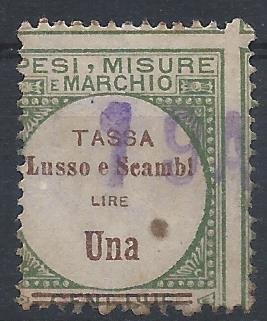 PESI, MISURE
E MARCHIO
TASSA
Lusso e Scambi
LIRE
Una